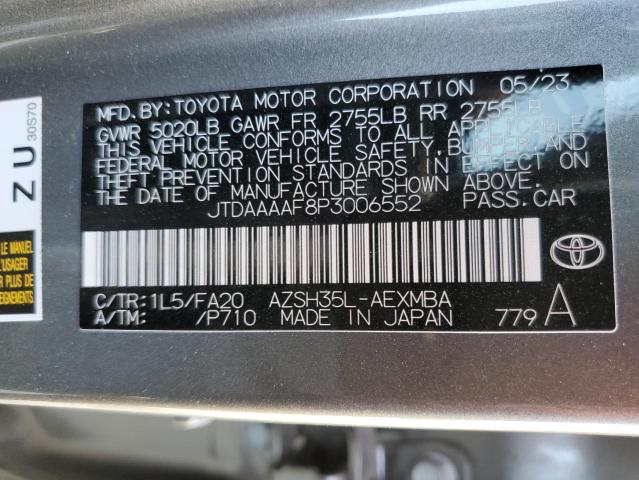 MFD. BY: TOYOTA MOTOR CORPORATION 05/23
GVWR 5020LB GAWR FR 2755LB RR 2755LB
THIS VEHICLE CONFORMS TO ALL APPLICABLE
FEDERAL MOTOR VEHICLE SAFETY, BUMPER, AND
THEFT PREVENTION STANDARDS IN EFFECT ON
THE DATE OF MANUFACTURE SHOWN ABOVE.
JTDAAAAF8P3006552 PASS.CAR
C/TR:1L5/FA20 AZSH35L-AEXMBA
A/TM: /P710 MADE IN JAPAN 779 A
ZU
30S70
LE MANUEL
L'USAGER
R PLUS DE